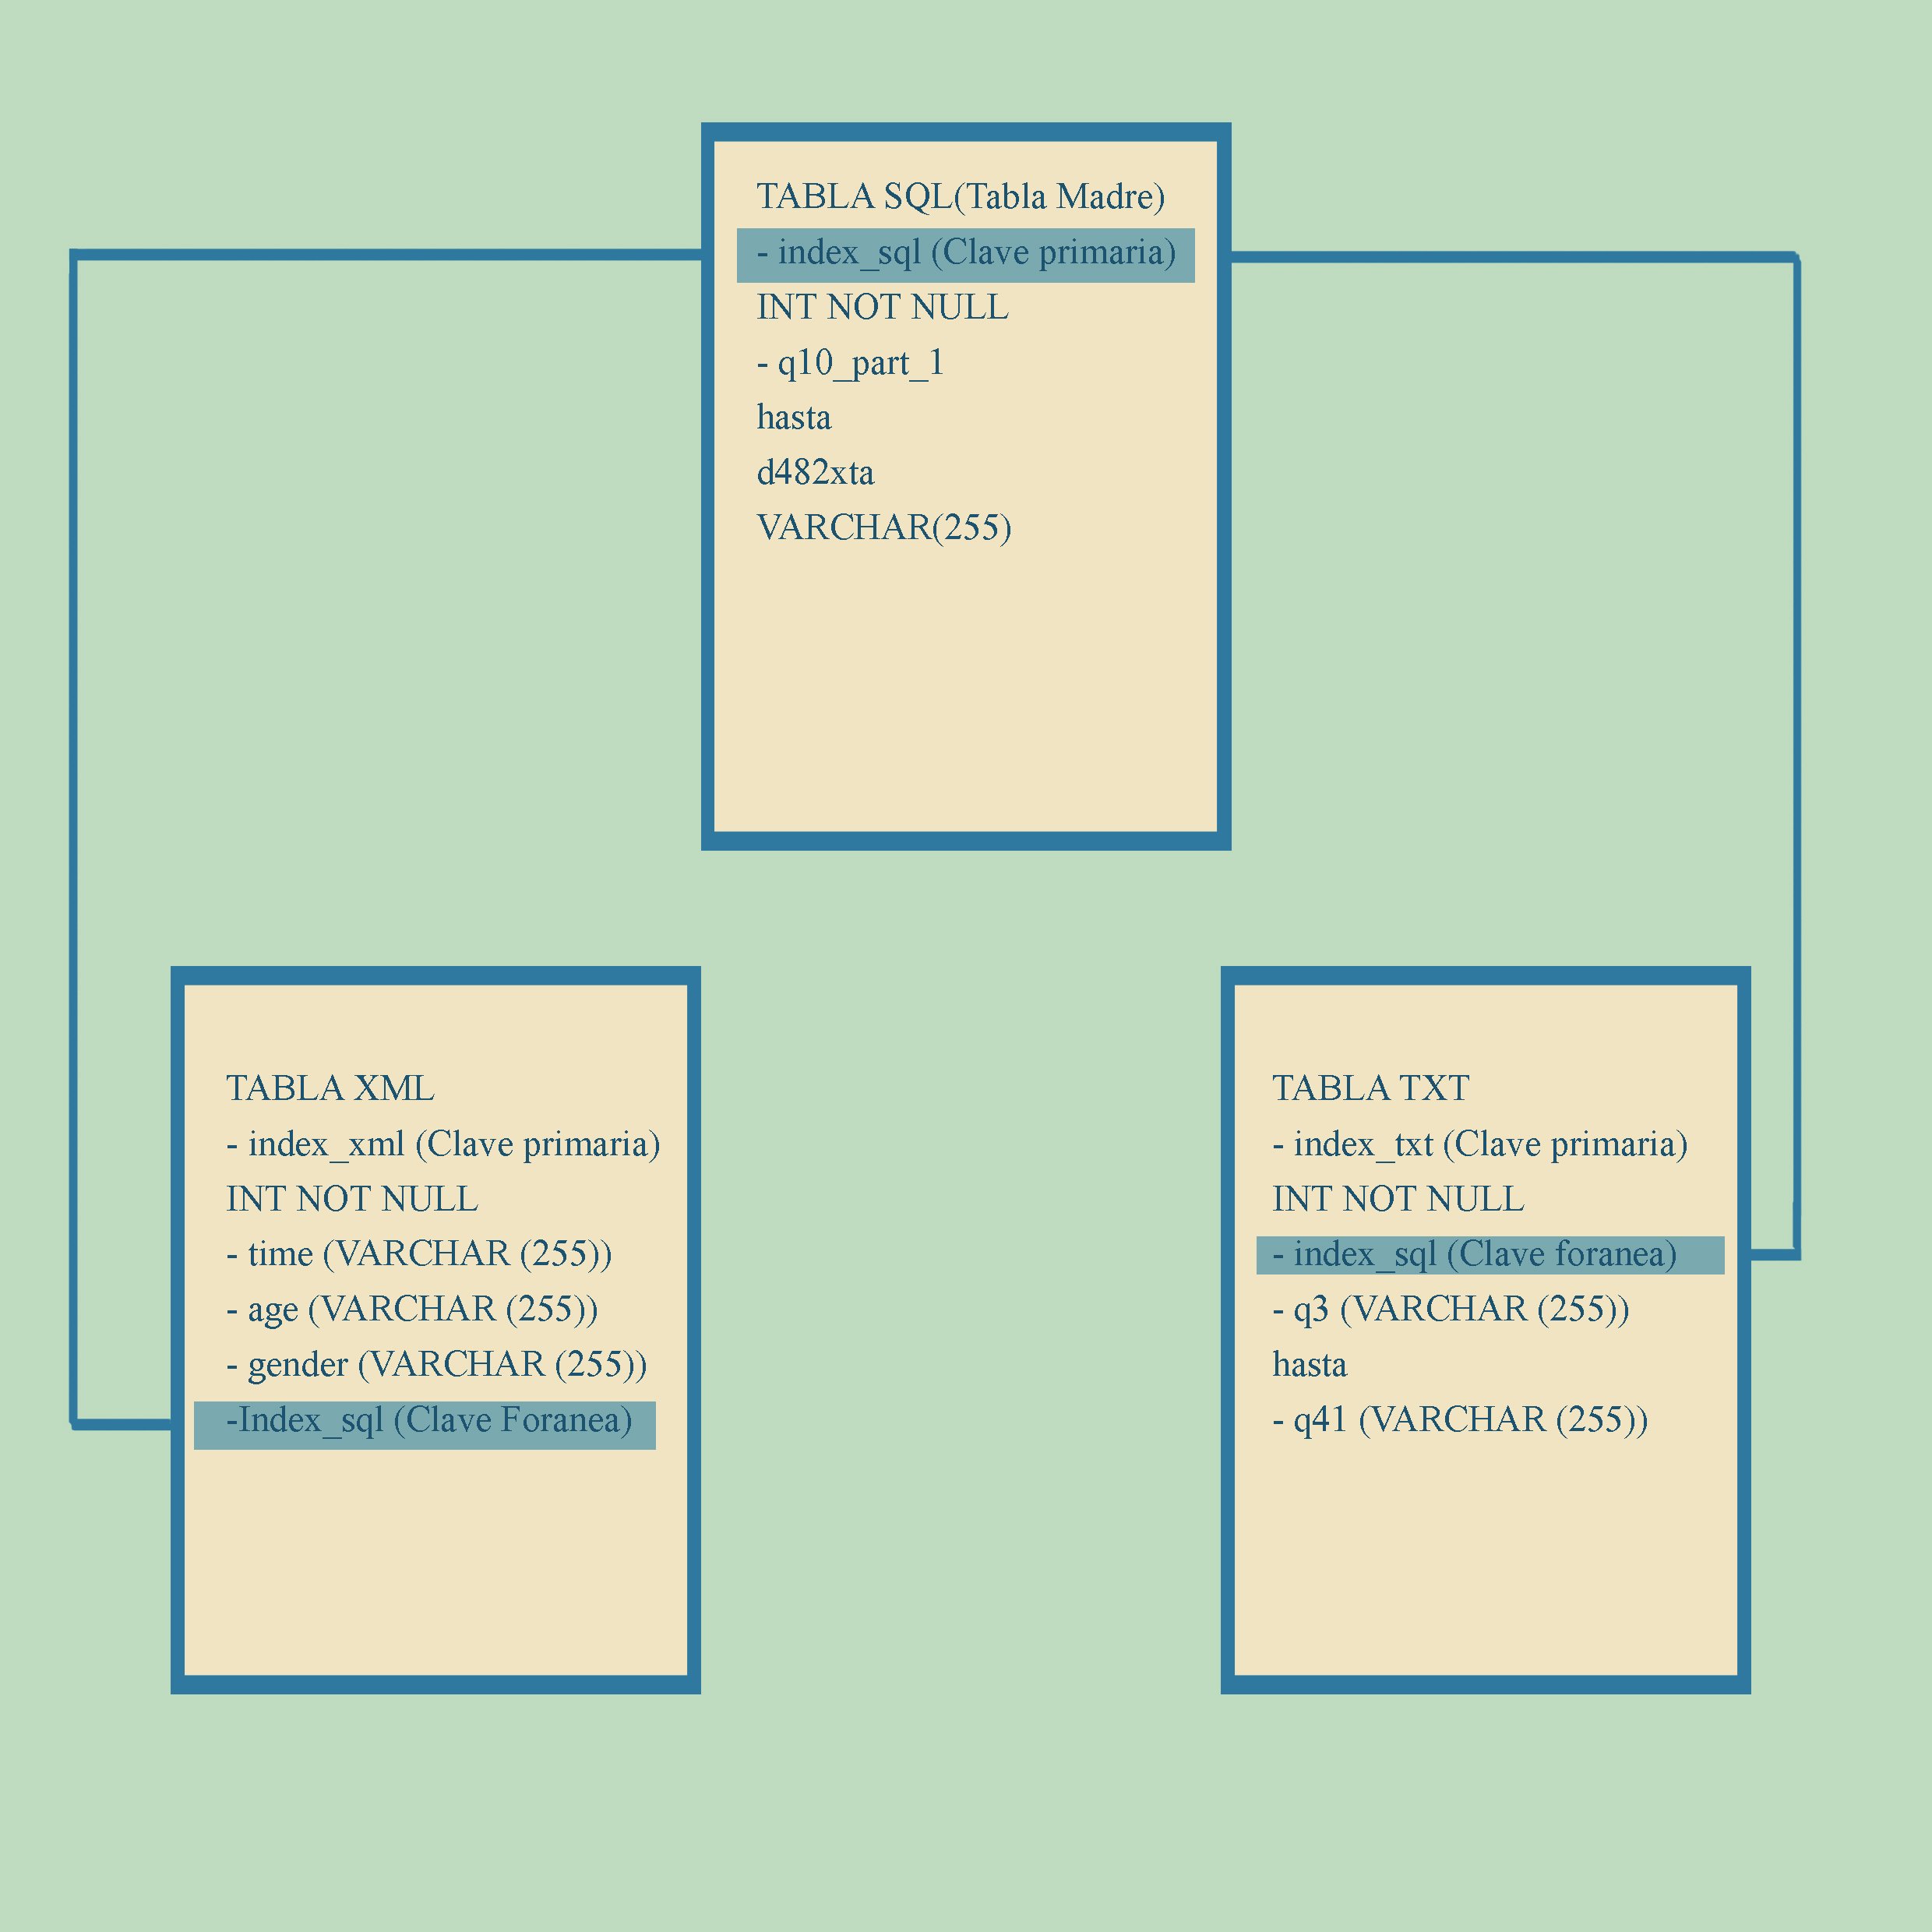 TABLA SQL(Tabla Madre)
- index_sql (Clave primaria)
INT NOT NULL
- q10_part_1
hasta
d482xta
VARCHAR(255)
TABLA XML
- index_xml (Clave primaria)
INT NOT NULL
- time (VARCHAR (255))
- age (VARCHAR (255))
- gender (VARCHAR (255))
-Index_sql (Clave Foranea)
TABLA TXT
- index_txt (Clave primaria)
INT NOT NULL
- index_sql (Clave foranea)
- q3 (VARCHAR (255))
hasta
- q41 (VARCHAR (255))